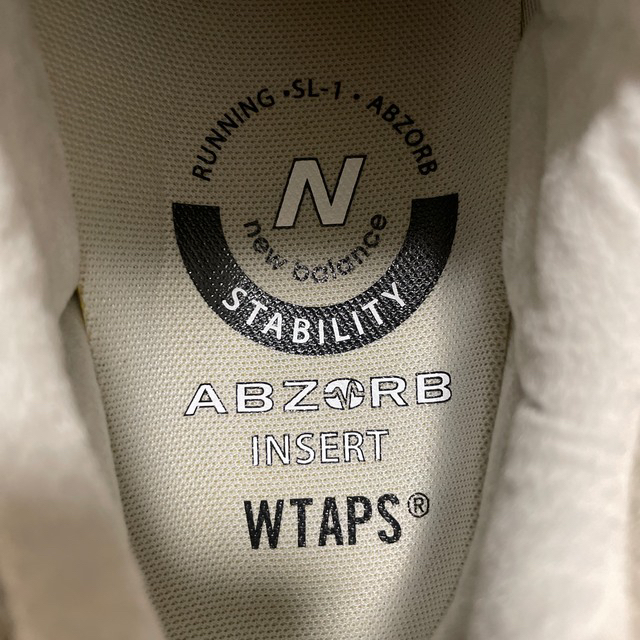 RUNNING • SL-1 • ABZORB
N
new balance
STABILITY
ABZORB
INSERT
WTAPS®